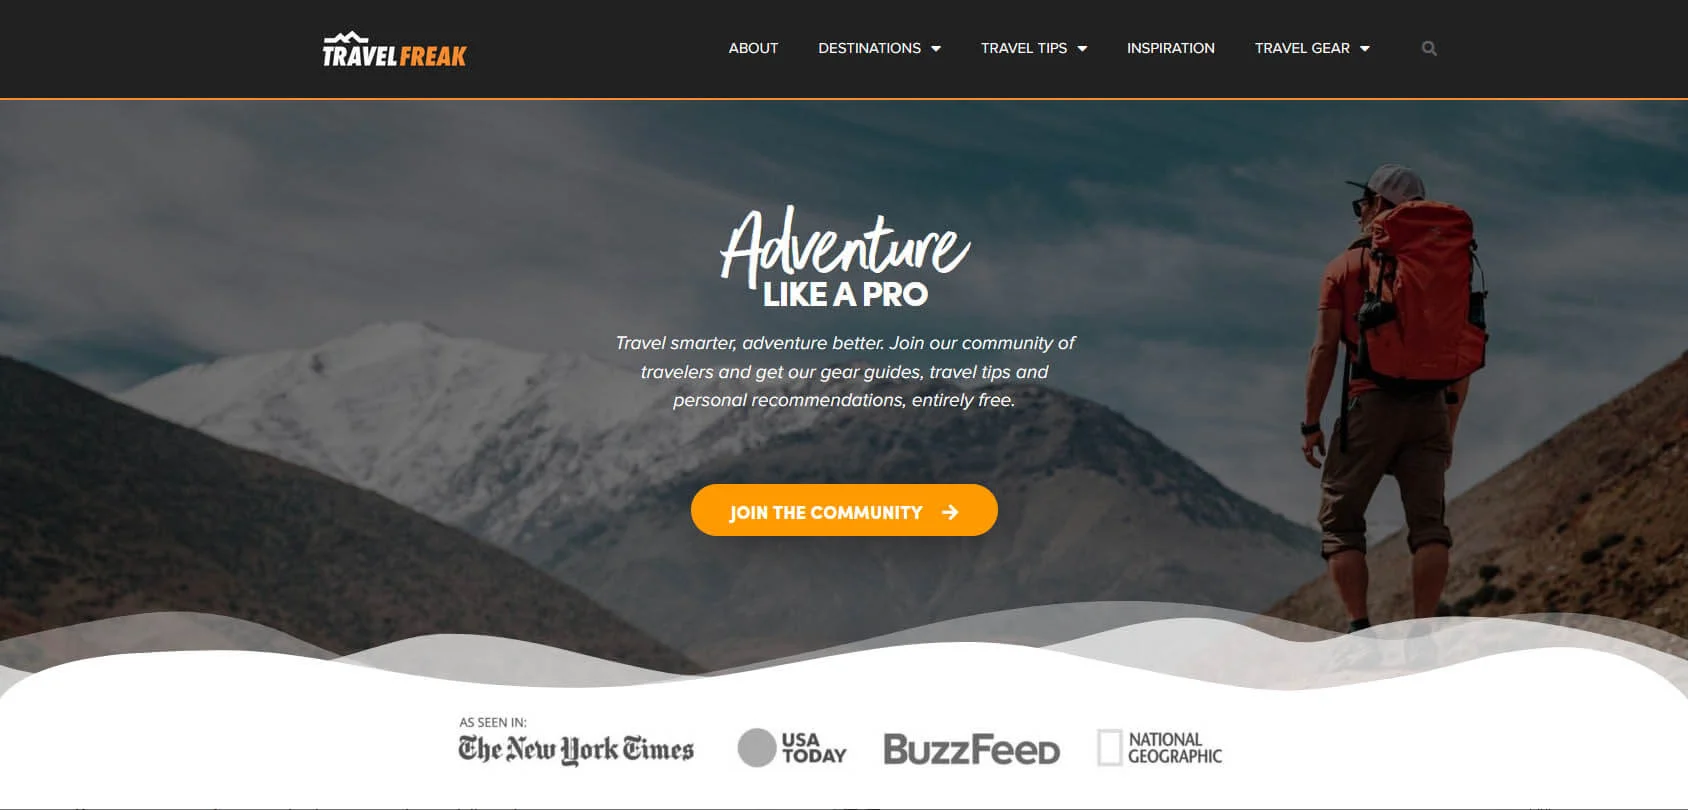 TRAVEL FREAK
ABOUT
DESTINATIONS
TRAVEL TIPS
INSPIRATION
TRAVEL GEAR
Adventure
LIKE A PRO
Travel smarter, adventure better. Join our community of
travelers and get our gear guides, travel tips and
personal recommendations, entirely free.
JOIN THE COMMUNITY
AS SEEN IN:
The New York Times
USA
TODAY
BuzzFeed
NATIONAL
GEOGRAPHIC